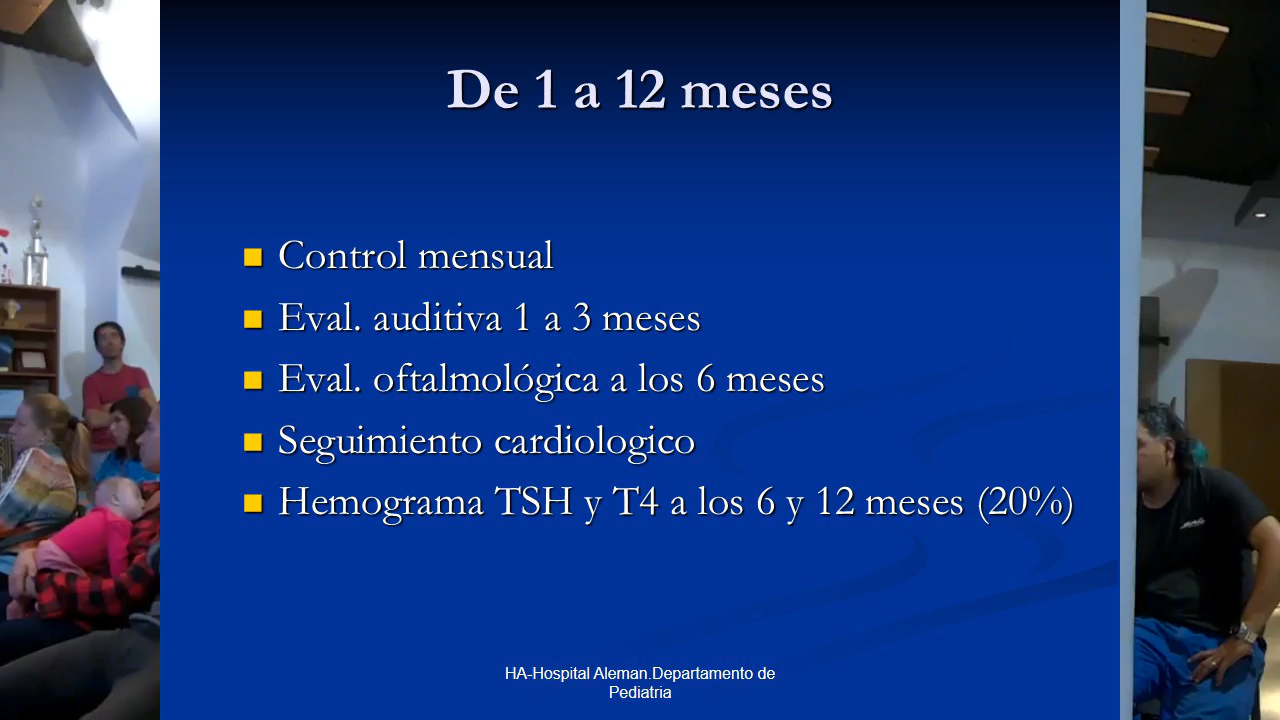 De 1 a 12 meses
Control mensual
Eval. auditiva 1 a 3 meses
Eval. oftalmológica a los 6 meses
Seguimiento cardiologico
Hemograma TSH y T4 a los 6 y 12 meses (20%)
HA-Hospital Aleman.Departamento de
Pediatria